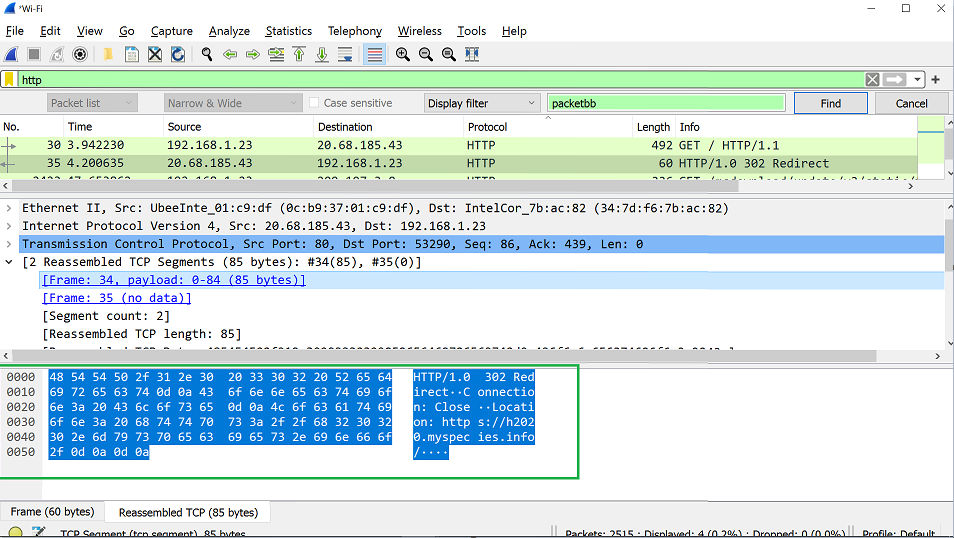 *Wi-Fi
File Edit View Go Capture Analyze Statistics Telephony Wireless Tools Help
http
Packet list Narrow & Wide Case sensitive Display filter packetbb Find Cancel
No. Time Source Destination Protocol Length Info
30 3.942230 192.168.1.23 20.68.185.43 HTTP 492 GET / HTTP/1.1
35 4.200635 20.68.185.43 192.168.1.23 HTTP 60 HTTP/1.0 302 Redirect
Ethernet II, Src: UbeeInte_01:c9:df (0c:b9:37:01:c9:df), Dst: IntelCor_7b:ac:82 (34:7d:f6:7b:ac:82)
Internet Protocol Version 4, Src: 20.68.185.43, Dst: 192.168.1.23
Transmission Control Protocol, Src Port: 80, Dst Port: 53290, Seq: 86, Ack: 439, Len: 0
[2 Reassembled TCP Segments (85 bytes): #34(85), #35(0)]
[Frame: 34, payload: 0-84 (85 bytes)]
[Frame: 35 (no data)]
[Segment count: 2]
[Reassembled TCP length: 85]
0000 48 54 54 50 2f 31 2e 30 20 33 30 32 20 52 65 64 HTTP/1.0 302 Red
0010 69 72 65 63 74 0d 0a 43 6f 6e 6e 65 63 74 69 6f irect··C onnectio
0020 6e 3a 20 43 6c 6f 73 65 0d 0a 4c 6f 63 61 74 69 n: Close ··Locati
0030 6f 6e 3a 20 68 74 74 70 73 3a 2f 2f 68 32 30 32 on: http s://h202
0040 30 2e 6d 79 73 70 65 63 69 65 73 2e 69 6e 66 6f 0.myspec ies.info
0050 2f 0d 0a 0d 0a /····
Frame (60 bytes) Reassembled TCP (85 bytes)
TCP Segment (tcp.segment), 85 bytes Packets: 2515 · Displayed: 4 (0.2%) · Dropped: 0 (0.0%) Profile: Default